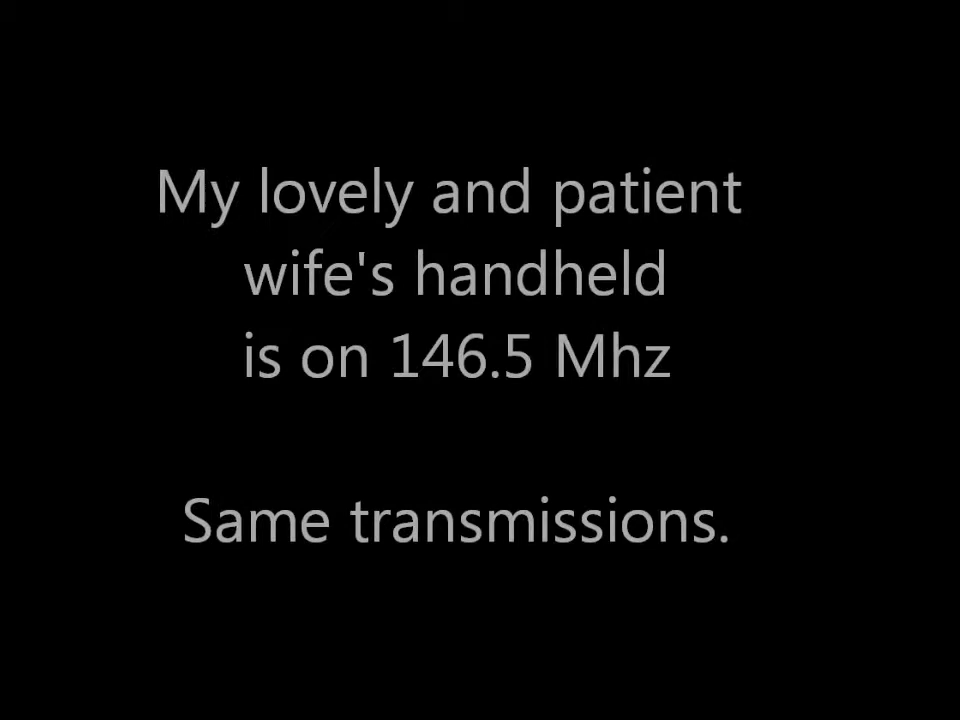 My lovely and patient
wife's handheld
is on 146.5 Mhz
Same transmissions.